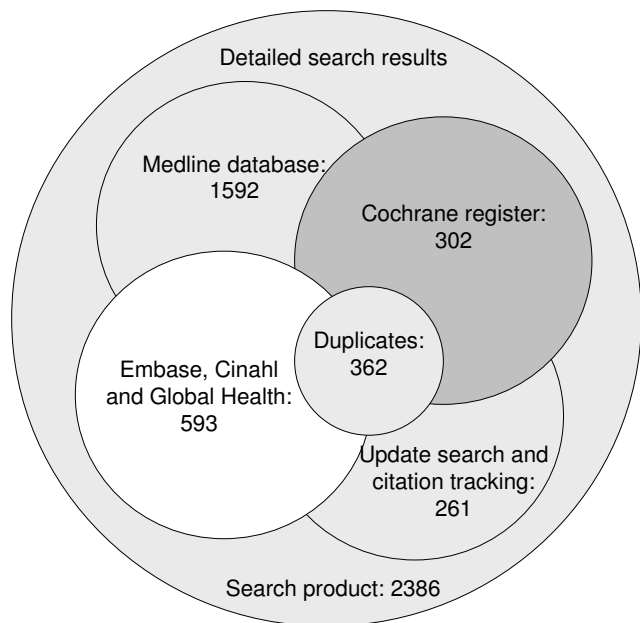 Detailed search results
Medline database:
1592
Cochrane register:
302
Duplicates:
362
Embase, Cinahl
and Global Health:
593
Update search and
citation tracking:
261
Search product: 2386